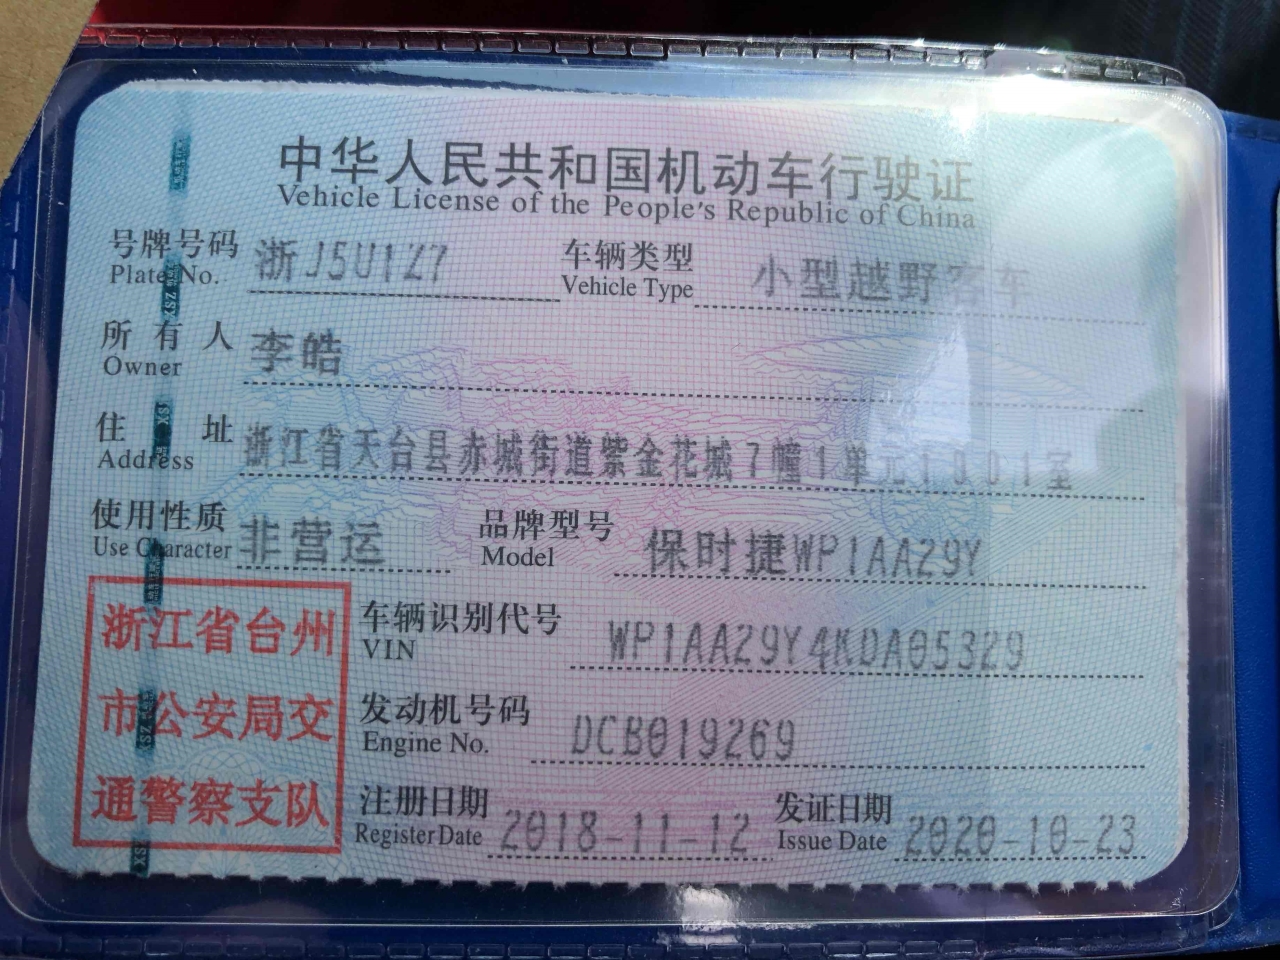 中华人民共和国机动车行驶证
Vehicle License of the People's Republic of China
号牌号码 浙J5U1Z7 车辆类型 小型越野客车
Plate No. Vehicle Type
所有人 李皓
Owner
住址 浙江省天台县赤城街道紫金花城7幢1单元1901室
Address
使用性质 非营运 品牌型号 保时捷WP1AA29Y
Use Character Model
浙江省台州
市公安局交
通警察支队
车辆识别代号 WP1AA29Y4KDA05329
VIN
发动机号码 DCB019269
Engine No.
注册日期 2018-11-12 发证日期 2020-10-23
Register Date Issue Date